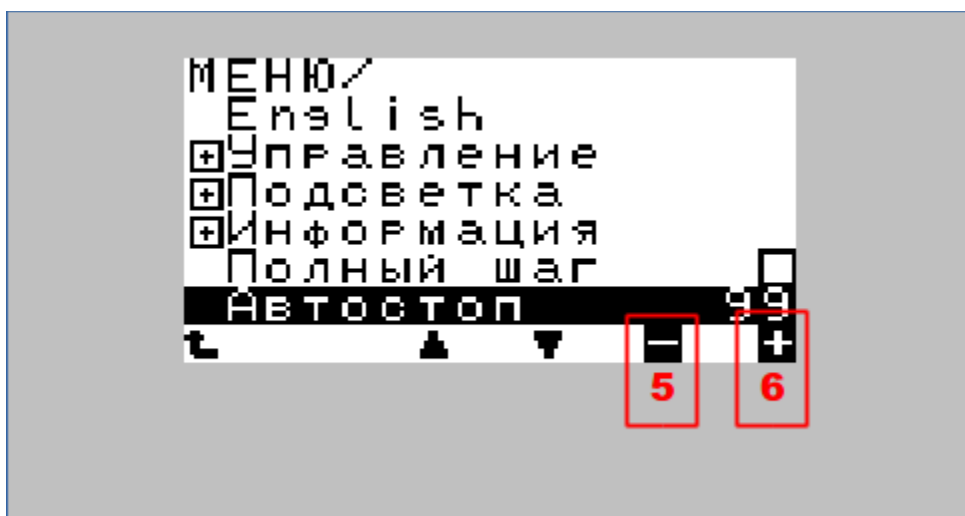 МЕНЮ/
English
+Управление
+Подсветка
+Информация
Полный шаг
Автостоп 99
− +
5 6